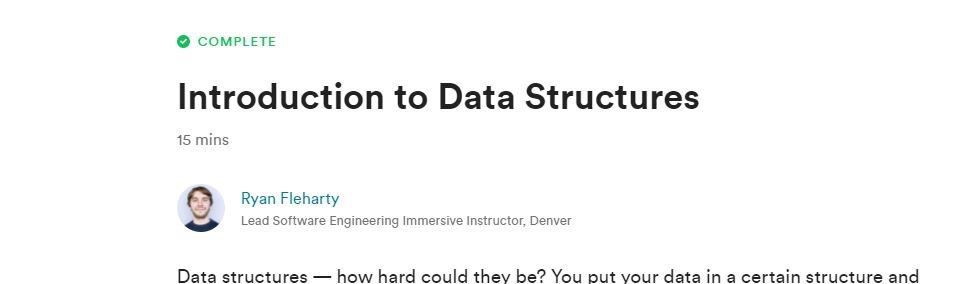 COMPLETE
Introduction to Data Structures
15 mins
Ryan Fleharty
Lead Software Engineering Immersive Instructor, Denver
Data structures — how hard could they be? You put your data in a certain structure and